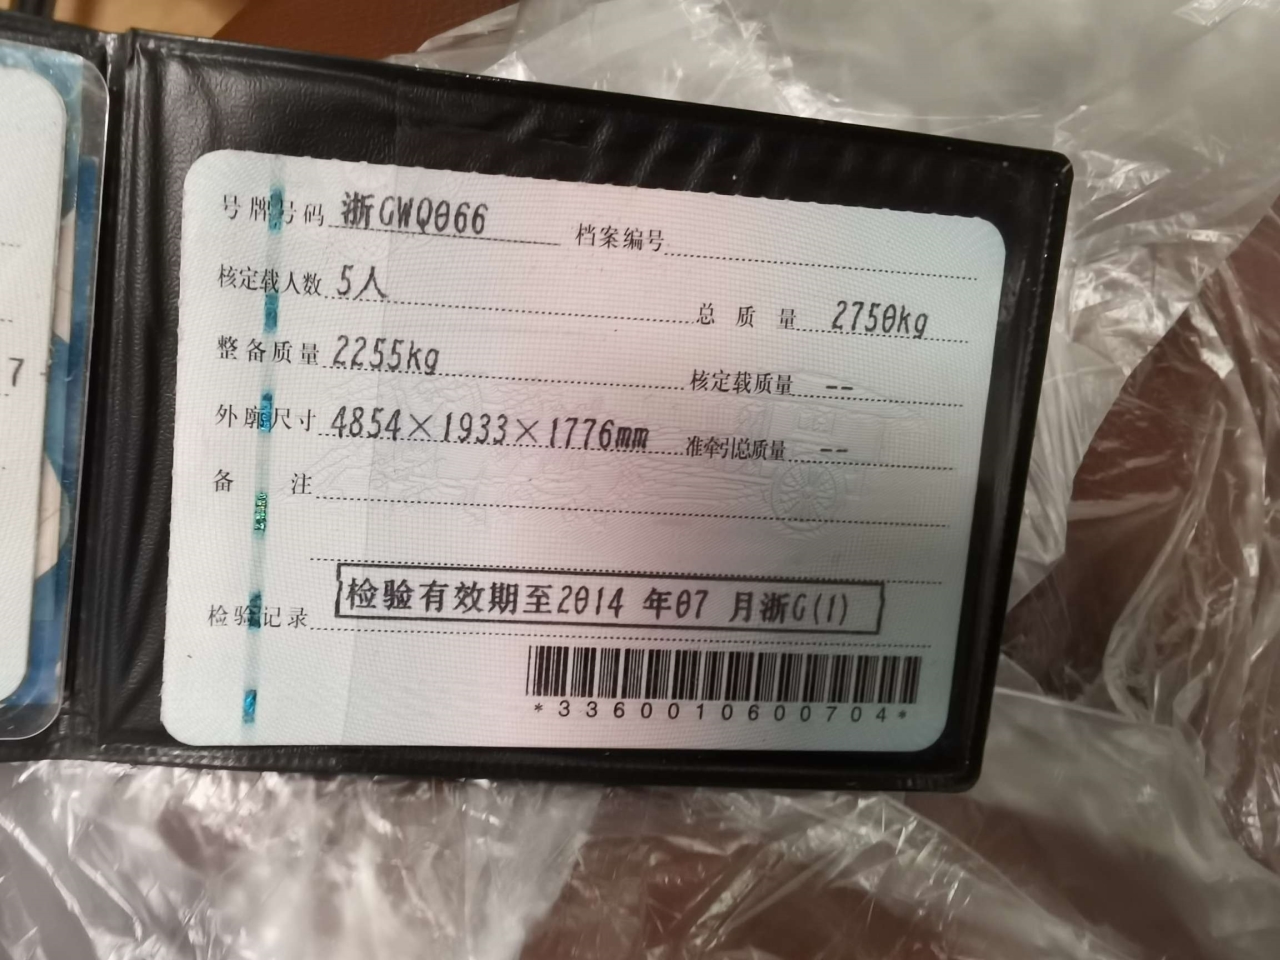 号牌号码 浙GWQ066 档案编号
核定载人数 5人 总质量 2750kg
整备质量 2255kg 核定载质量 --
外廓尺寸 4854×1933×1776mm 准牵引总质量 --
备注
检验记录 检验有效期至2014 年07 月浙G(1)
*3360010600704*
7